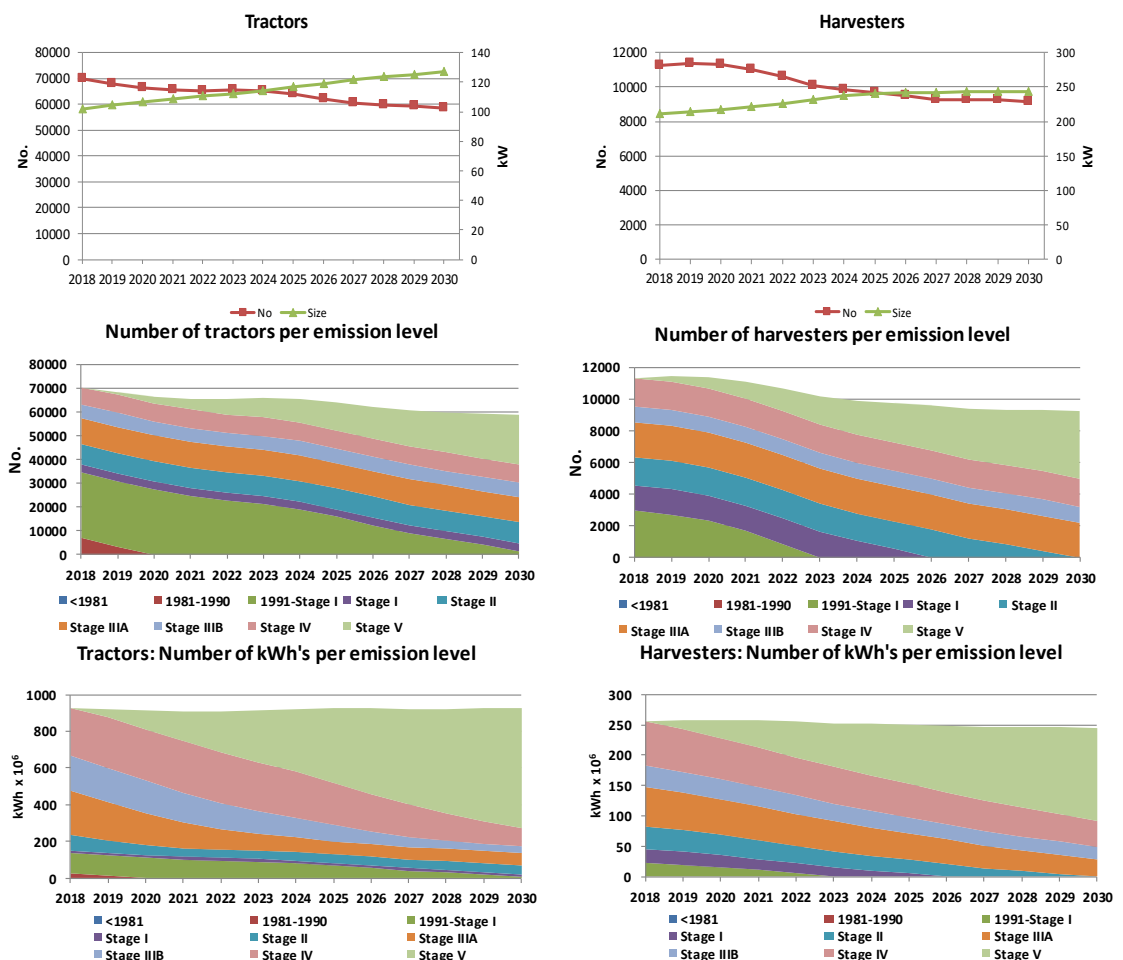 Tractors
80000
70000
60000
50000
40000
30000
20000
10000
0
No.
140
120
100
80
60
40
20
0
kW
2018 2019 2020 2021 2022 2023 2024 2025 2026 2027 2028 2029 2030
No Size
Harvesters
12000
10000
8000
6000
4000
2000
0
No.
300
250
200
150
100
50
0
kW
2018 2019 2020 2021 2022 2023 2024 2025 2026 2027 2028 2029 2030
No Size
Number of tractors per emission level
80000
70000
60000
50000
40000
30000
20000
10000
0
No.
2018 2019 2020 2021 2022 2023 2024 2025 2026 2027 2028 2029 2030
<1981 1981-1990 1991-Stage I Stage I Stage II
Stage IIIA Stage IIIB Stage IV Stage V
Number of harvesters per emission level
12000
10000
8000
6000
4000
2000
0
No.
2018 2019 2020 2021 2022 2023 2024 2025 2026 2027 2028 2029 2030
<1981 1981-1990 1991-Stage I Stage I Stage II
Stage IIIA Stage IIIB Stage IV Stage V
Tractors: Number of kWh's per emission level
1000
800
600
400
200
0
kWh x 10⁶
2018 2019 2020 2021 2022 2023 2024 2025 2026 2027 2028 2029 2030
<1981 1981-1990 1991-Stage I
Stage I Stage II Stage IIIA
Stage IIIB Stage IV Stage V
Harvesters: Number of kWh's per emission level
300
250
200
150
100
50
0
kWh x 10⁶
2018 2019 2020 2021 2022 2023 2024 2025 2026 2027 2028 2029 2030
<1981 1981-1990 1991-Stage I
Stage I Stage II Stage IIIA
Stage IIIB Stage IV Stage V